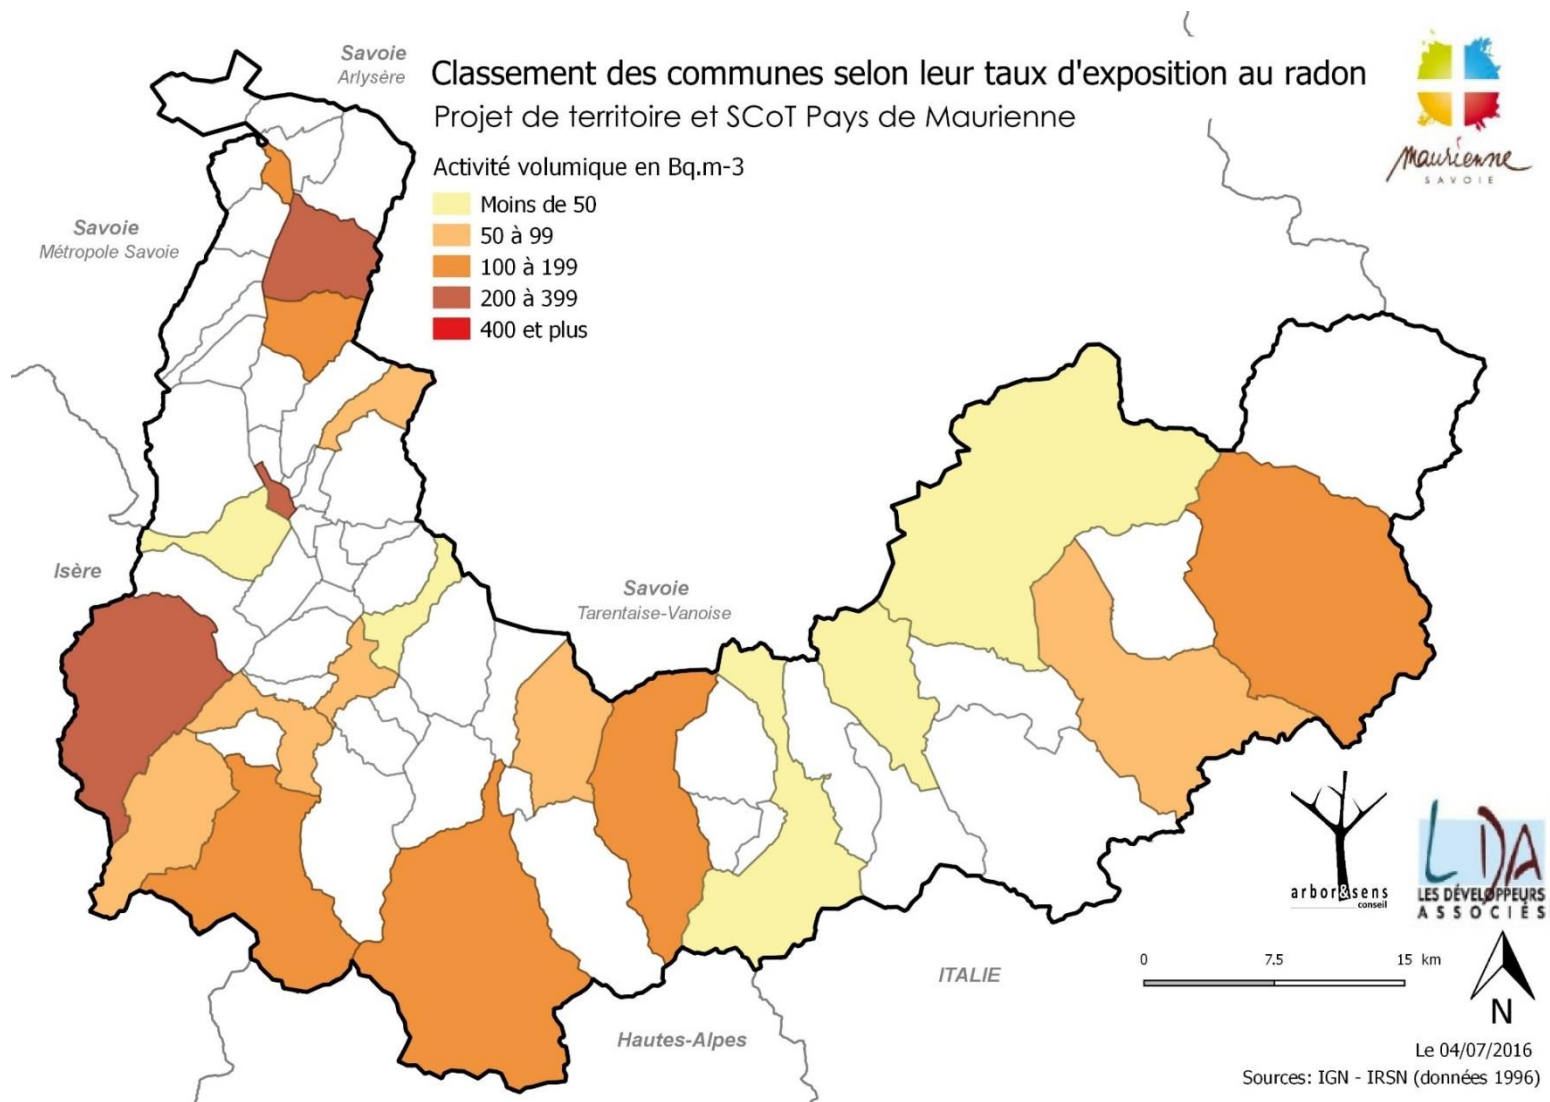 Savoie
Arlysère
Classement des communes selon leur taux d'exposition au radon
Projet de territoire et SCoT Pays de Maurienne
Maurienne
SAVOIE
Activité volumique en Bq.m-3
Moins de 50
50 à 99
100 à 199
200 à 399
400 et plus
Savoie
Métropole Savoie
Isère
Savoie
Tarentaise-Vanoise
arbor&sens
conseil
LDA
LES DÉVELOPPEURS
ASSOCIÉS
ITALIE
0 7.5 15 km
N
Hautes-Alpes
Le 04/07/2016
Sources: IGN - IRSN (données 1996)